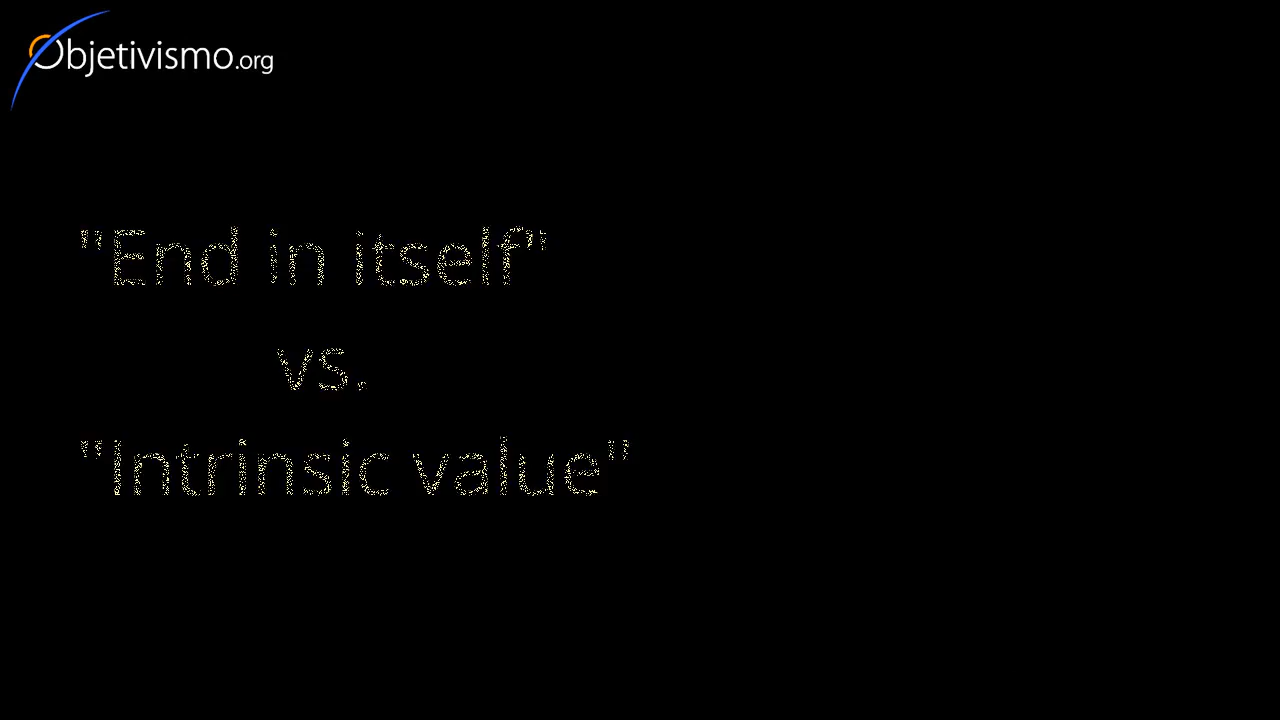 Objetivismo.org
"End in itself"
vs.
"Intrinsic value"